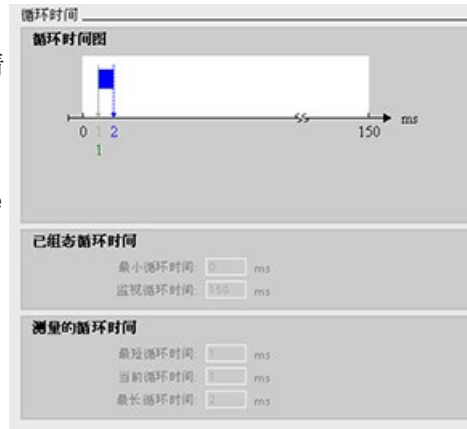 循环时间
循环时间图
ms
0 1 2 150
1
已组态循环时间
最小循环时间: 0 ms
监视循环时间: 150 ms
测量的循环时间
最短循环时间: 1 ms
当前循环时间: 1 ms
最长循环时间: 2 ms